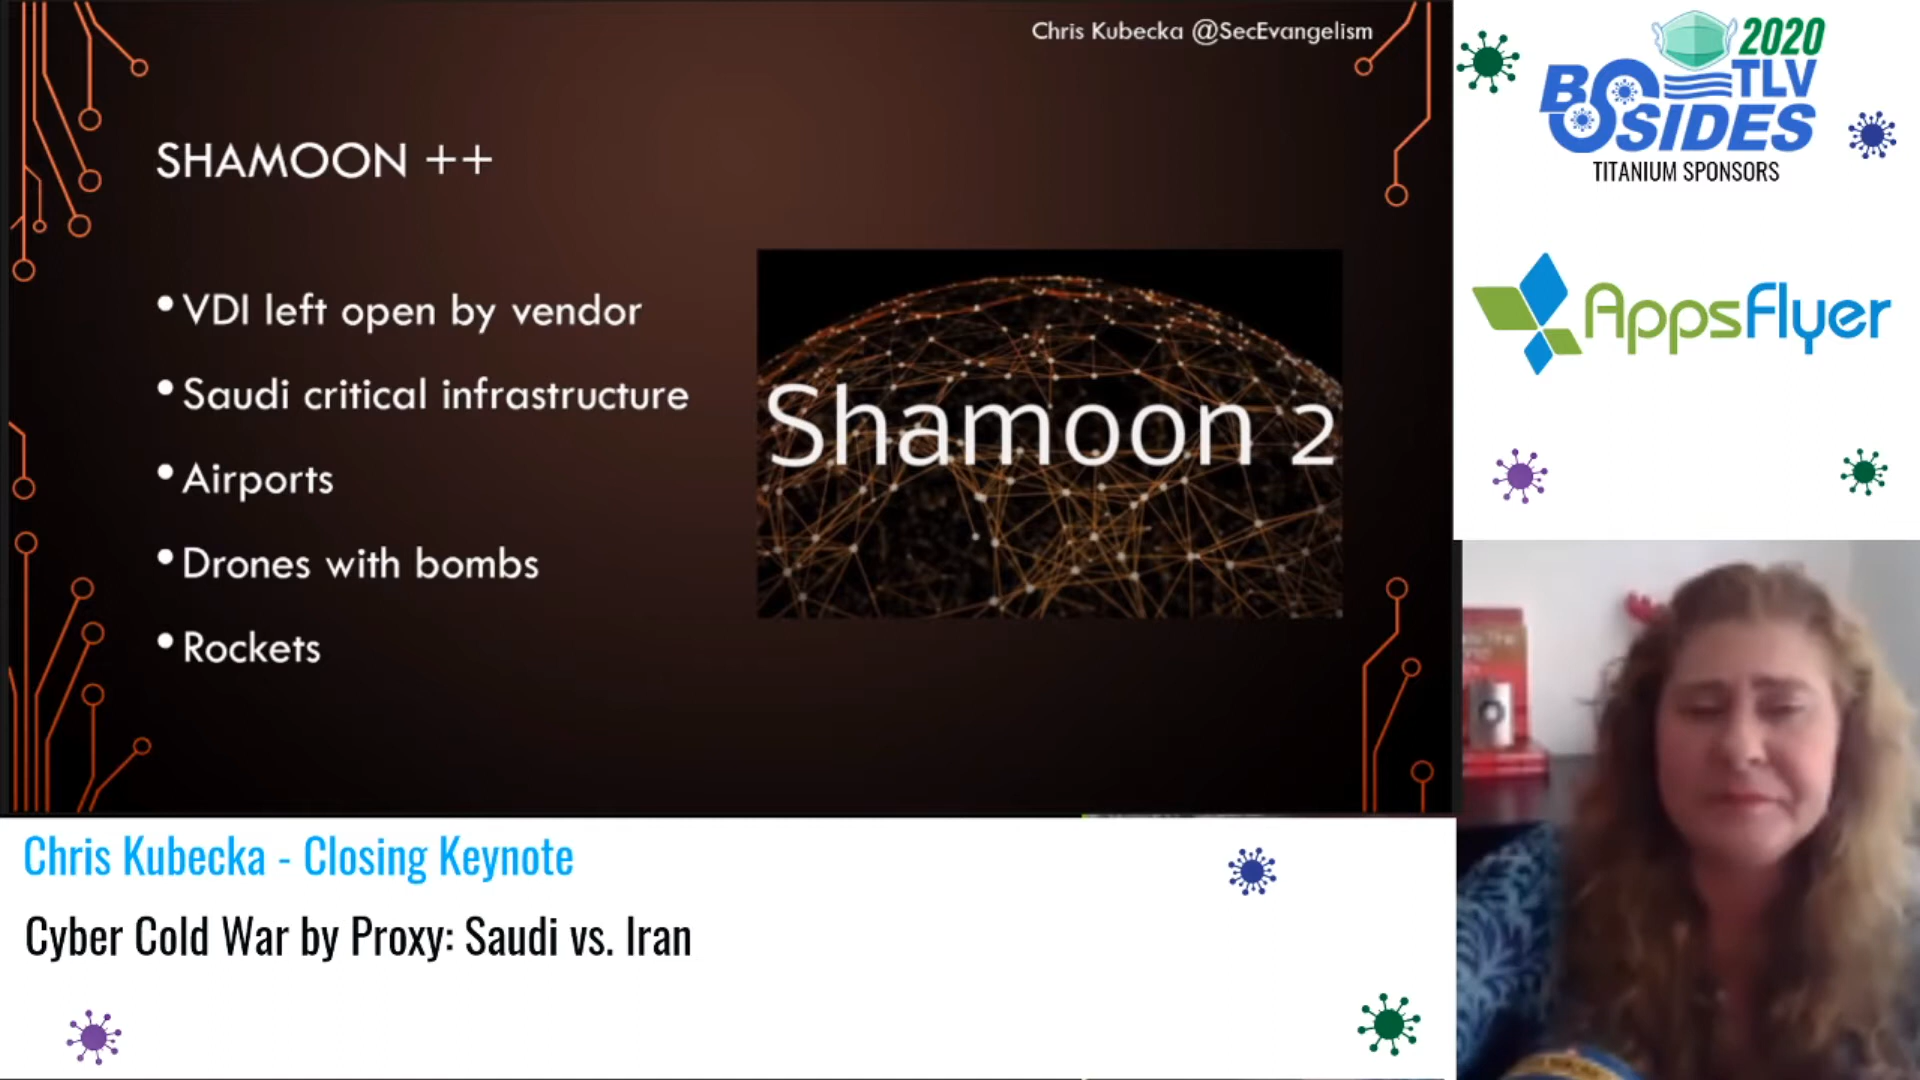 Chris Kubecka @SecEvangelism
SHAMOON ++
• VDI left open by vendor
• Saudi critical infrastructure
• Airports
• Drones with bombs
• Rockets
Shamoon 2
2020
BSIDES TLV
TITANIUM SPONSORS
AppsFlyer
Chris Kubecka - Closing Keynote
Cyber Cold War by Proxy: Saudi vs. Iran